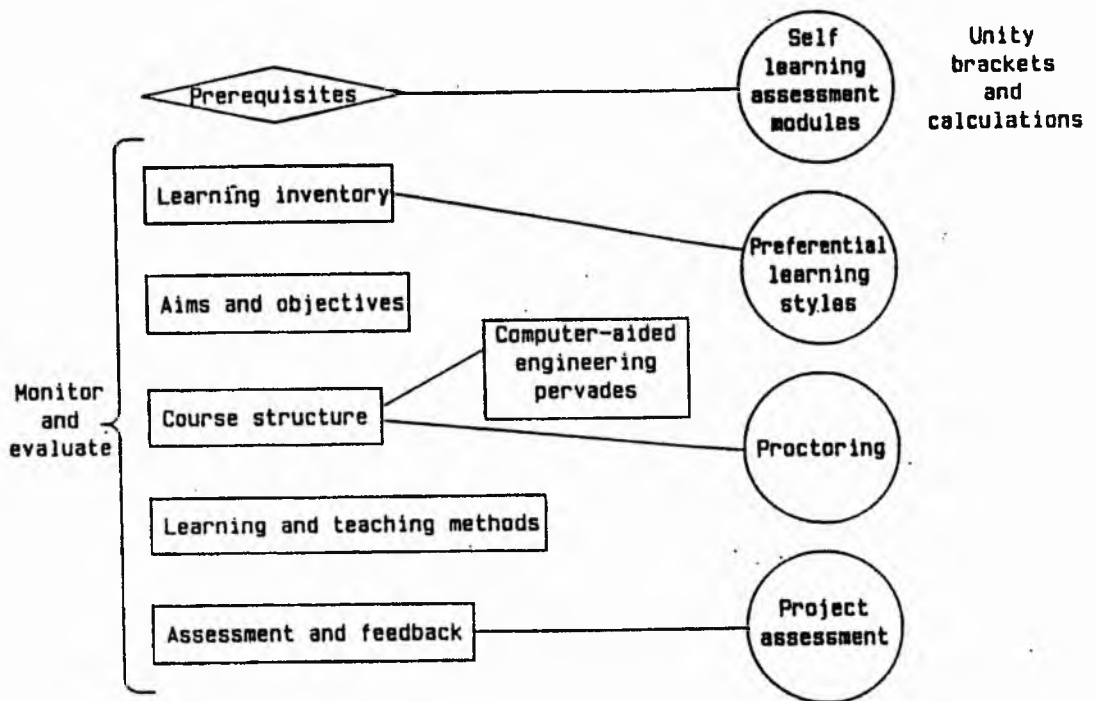 Self
learning
assessment
modules
Unity
brackets
and
calculations
Prerequisites
Learning inventory
Preferential
learning
styles
Aims and objectives
Computer-aided
engineering
pervades
Monitor
and
evaluate
Course structure
Proctoring
Learning and teaching methods
Assessment and feedback
Project
assessment